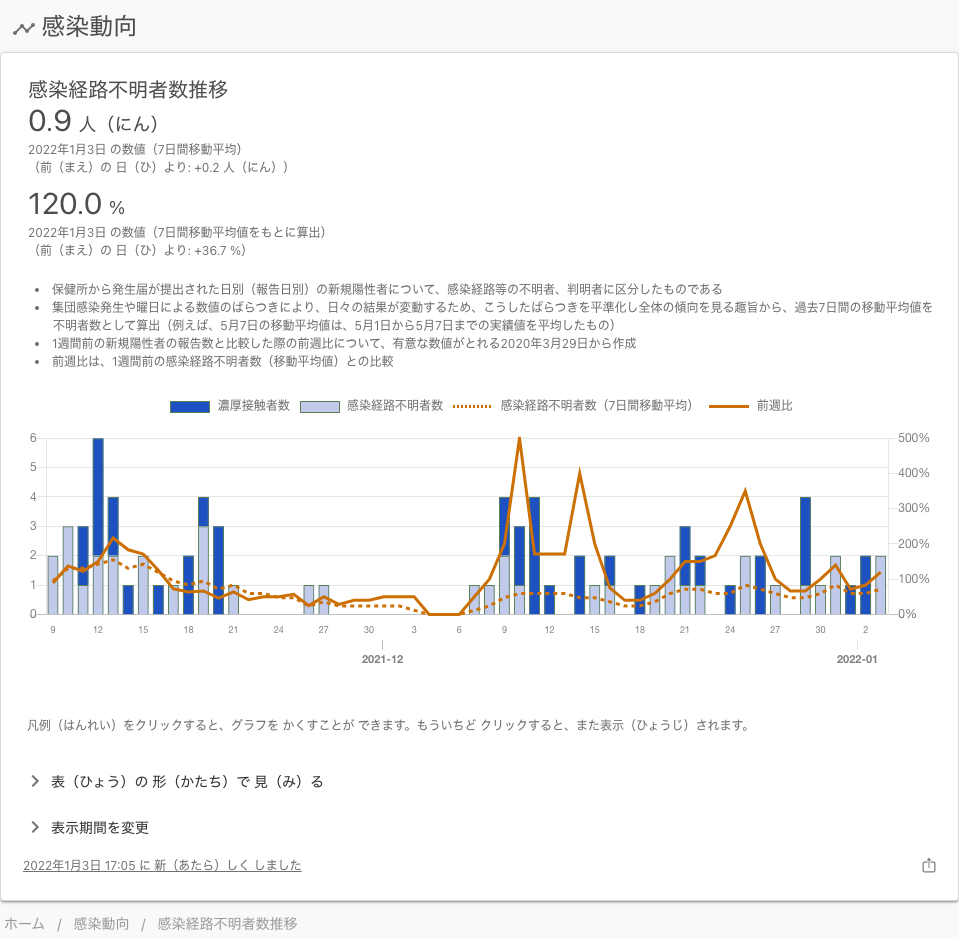 感染動向
感染経路不明者数推移
0.9 人（にん）
2022年1月3日 の数値（7日間移動平均）
（前（まえ）の 日（ひ）より: +0.2 人（にん））
120.0 %
2022年1月3日 の数値（7日間移動平均値をもとに算出）
（前（まえ）の 日（ひ）より: +36.7 %）
• 保健所から発生届が提出された日別（報告日別）の新規陽性者について、感染経路等の不明者、判明者に区分したものである
• 集団感染発生や曜日による数値のばらつきにより、日々の結果が変動するため、こうしたばらつきを平準化し全体の傾向を見る趣旨から、過去7日間の移動平均値を
不明者数として算出（例えば、5月7日の移動平均値は、5月1日から5月7日までの実績値を平均したもの）
• 1週間前の新規陽性者の報告数と比較した際の前週比について、有意な数値がとれる2020年3月29日から作成
• 前週比は、1週間前の感染経路不明者数（移動平均値）との比較
濃厚接触者数 感染経路不明者数 感染経路不明者数（7日間移動平均） 前週比
6 500%
5 400%
4 300%
3 200%
2 100%
1 0%
0
9 12 15 18 21 24 27 30 3 6 9 12 15 18 21 24 27 30 2
2021-12 2022-01
凡例（はんれい）をクリックすると、グラフを かくすことが できます。もういちど クリックすると、また表示（ひょうじ）されます。
表（ひょう）の 形（かたち）で 見（み）る
表示期間を変更
2022年1月3日 17:05 に 新（あたら）しく しました
ホーム / 感染動向 / 感染経路不明者数推移